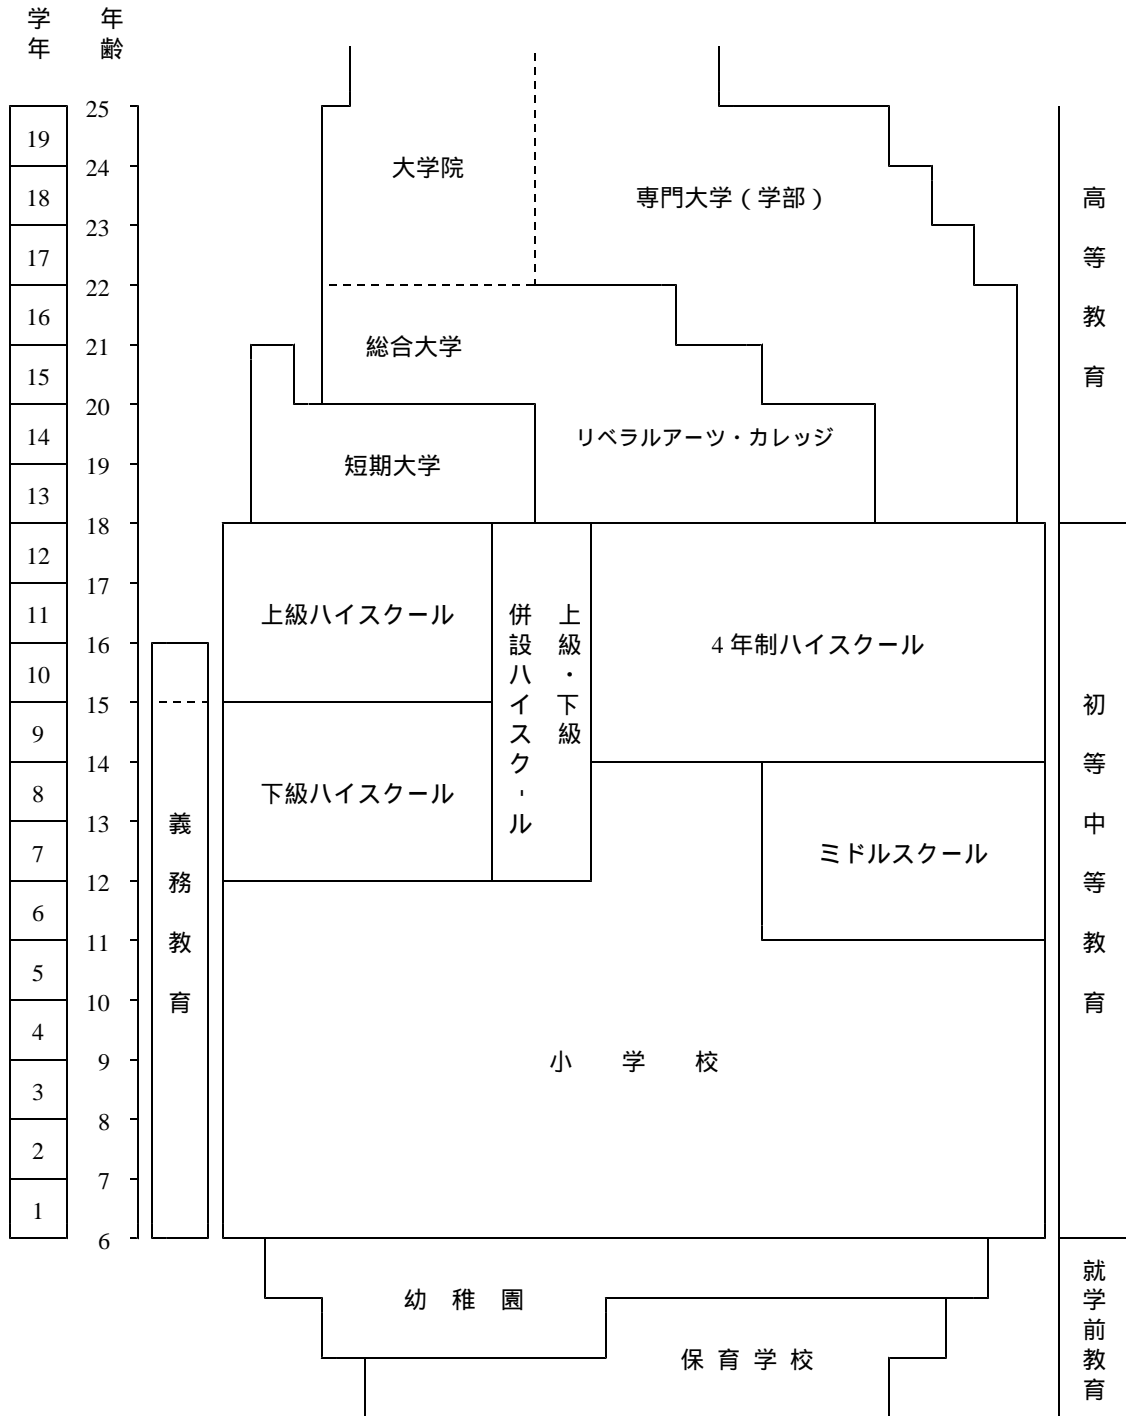 学年
年齢
25
19
24
18
23
17
22
16
21
15
20
14
19
13
18
12
17
11
16
10
15
9
14
8
13
7
12
6
11
5
10
4
9
3
8
2
7
1
6
大学院
専門大学(学部)
総合大学
リベラルアーツ・カレッジ
短期大学
上級ハイスクール
上級・下級
併設ハイスク-ル
4年制ハイスクール
下級ハイスクール
ミドルスクール
義務教育
小学校
幼稚園
保育学校
高等教育
初等中等教育
就学前教育